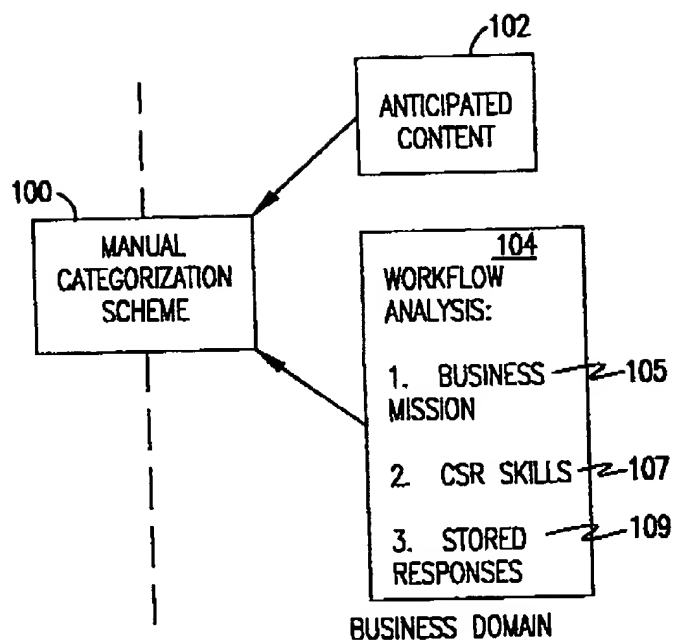 102
ANTICIPATED
CONTENT
100
MANUAL
CATEGORIZATION
SCHEME
104
WORKFLOW
ANALYSIS:
1. BUSINESS
MISSION
105
2. CSR SKILLS
107
3. STORED
RESPONSES
109
BUSINESS DOMAIN